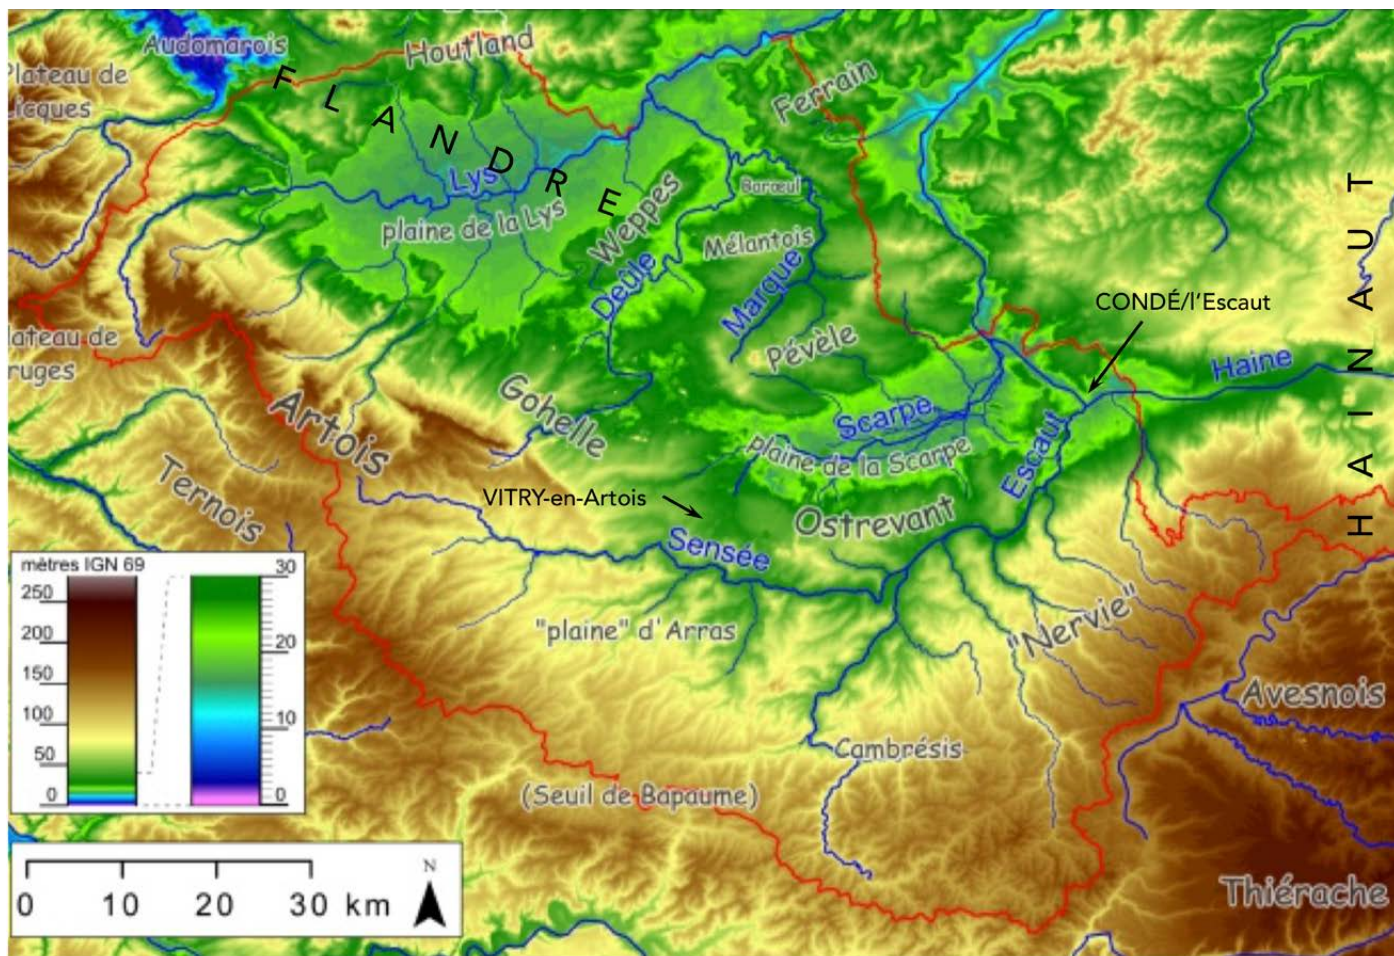 Audomarois
Houtland
Plateau de
Licques
FLANDRE
Ferrain
Lys
plaine de la Lys
Weppes
Barœul
Mélantois
Deûle
Marque
Pévèle
CONDÉ/l'Escaut
Haine
HAINAUT
lateau de
ruges
Artois
Gohelle
Scarpe
plaine de la Scarpe
Escaut
Ternois
VITRY-en-Artois
Ostrevant
Sensée
"plaine" d'Arras
"Nervie"
Avesnois
Cambrésis
(Seuil de Bapaume)
Thiérache
mètres IGN 69
250
200
150
100
50
0
30
20
10
0
N
0 10 20 30 km